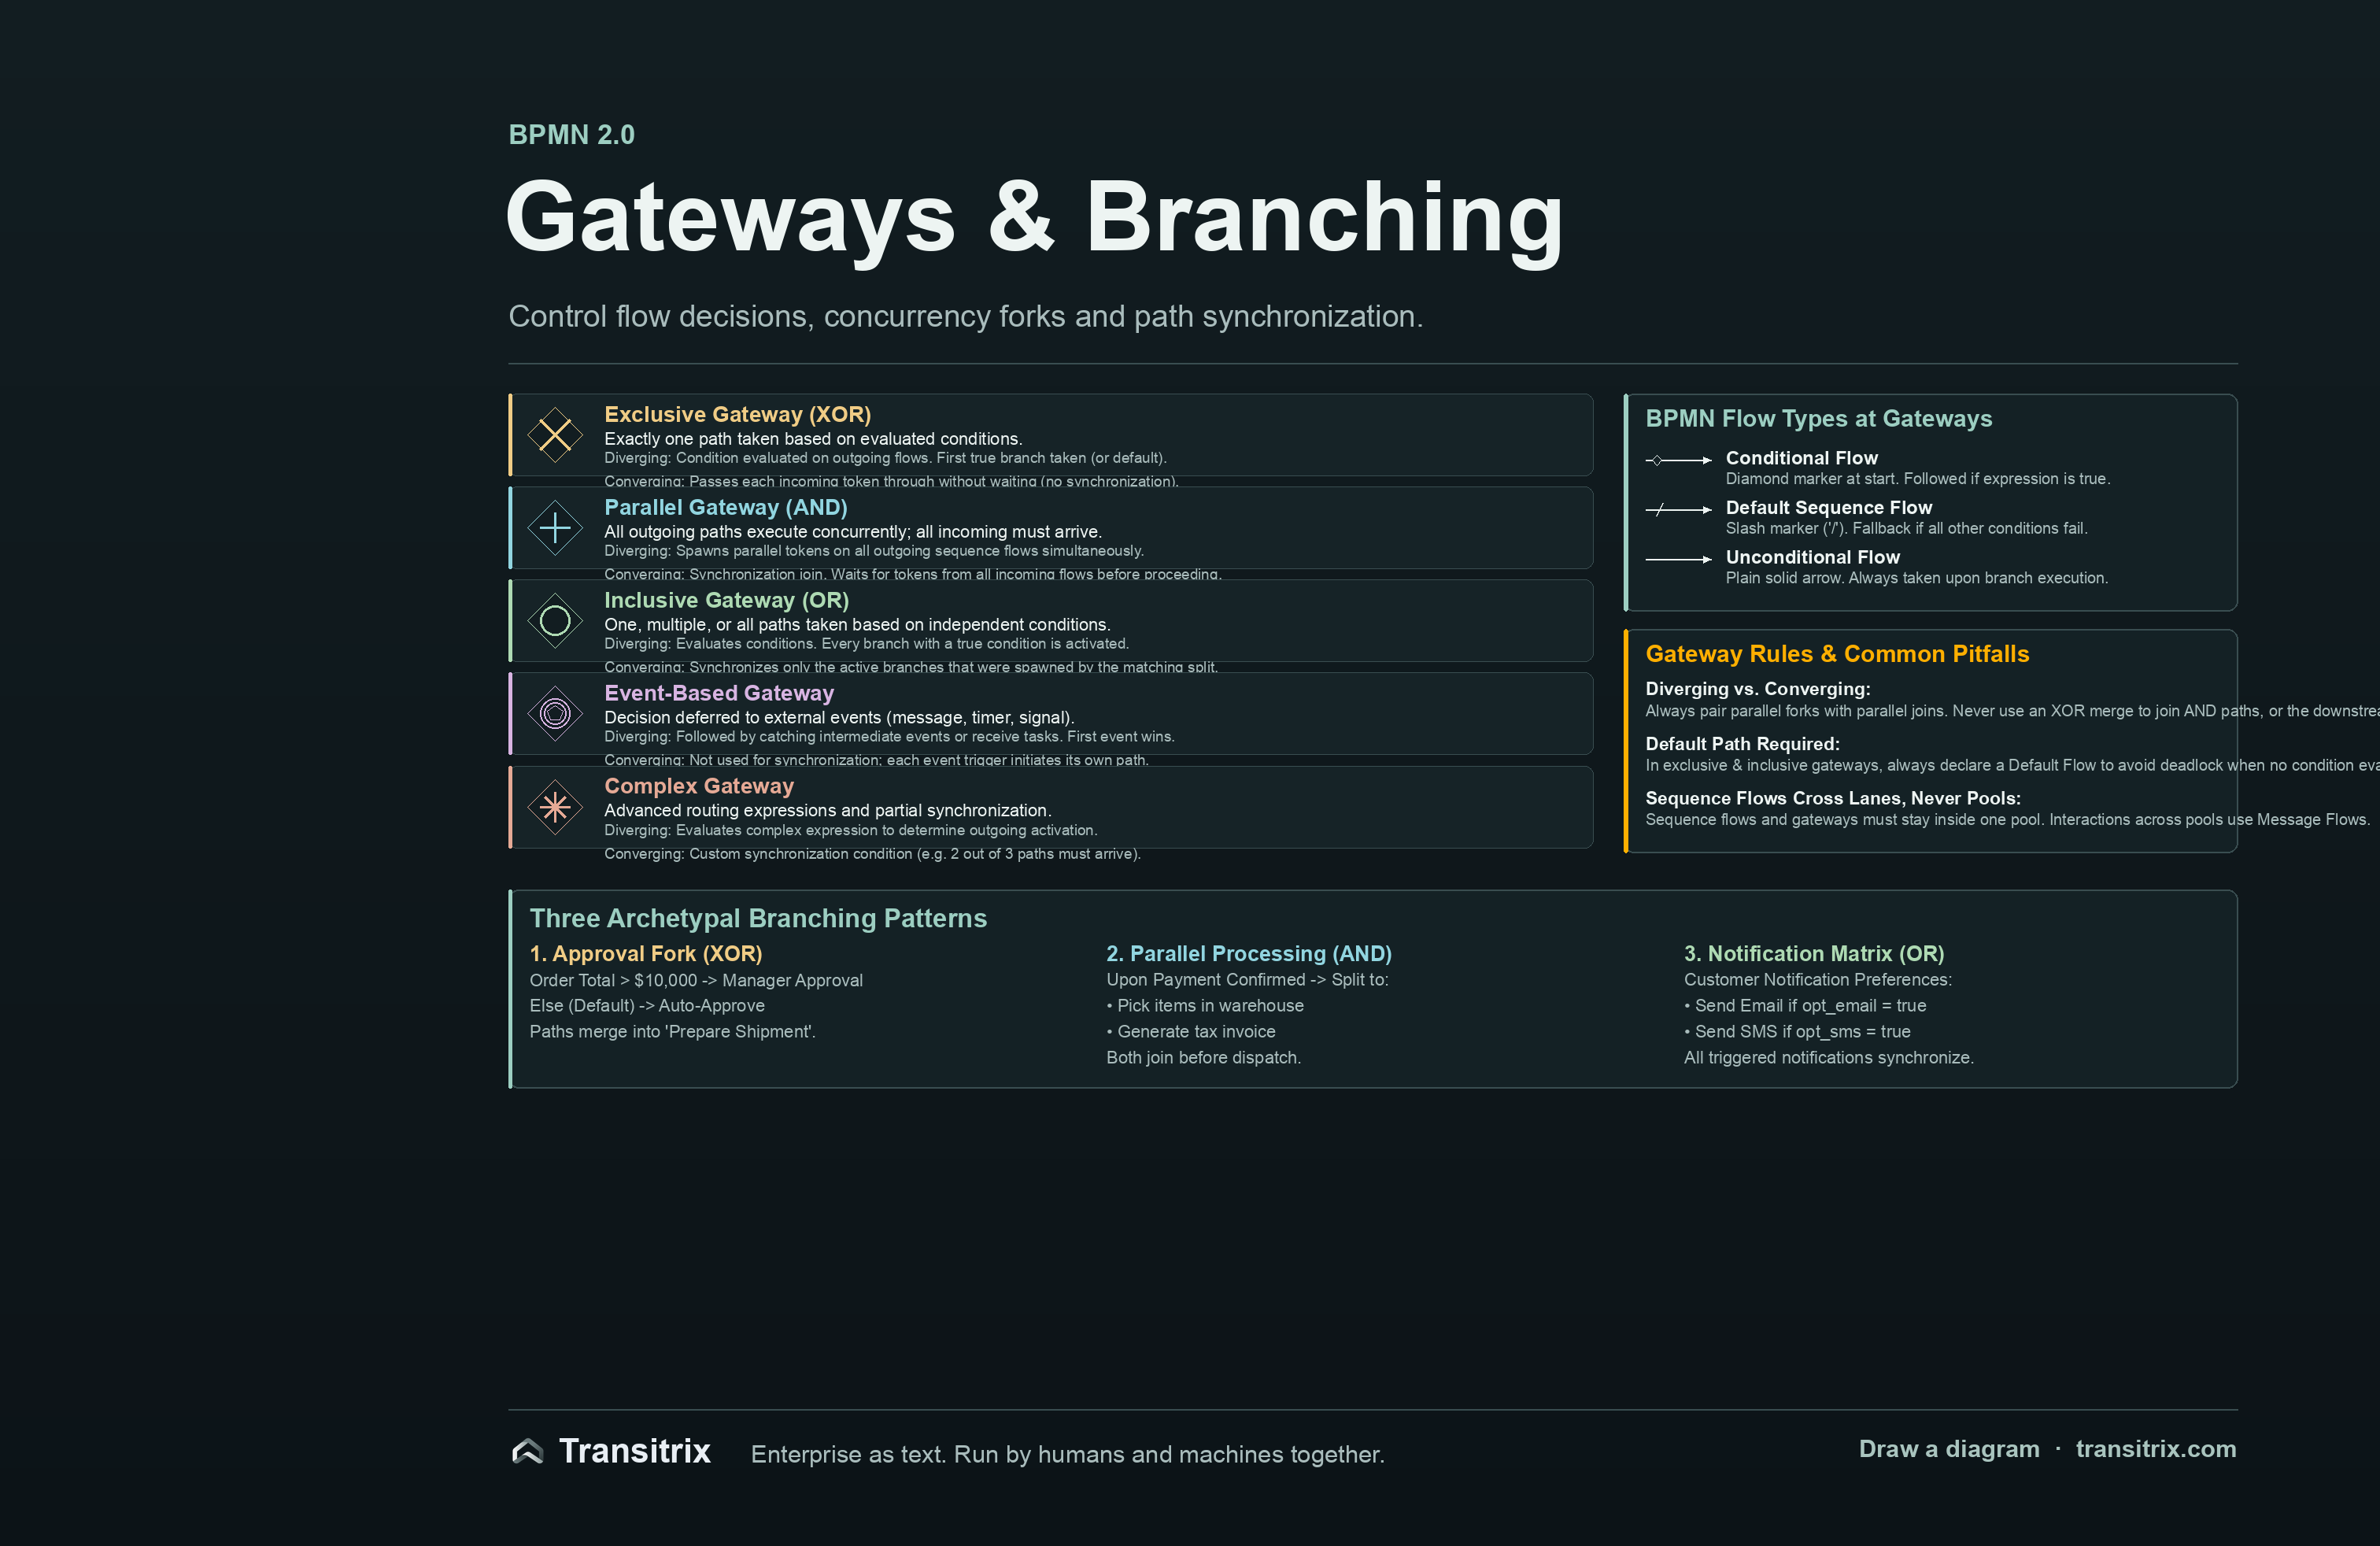 BPMN 2.0
Gateways & Branching
Control flow decisions, concurrency forks and path synchronization.
Exclusive Gateway (XOR)
Exactly one path taken based on evaluated conditions.
Diverging: Condition evaluated on outgoing flows. First true branch taken (or default).
Converging: Passes each incoming token through without waiting (no synchronization).
Parallel Gateway (AND)
All outgoing paths execute concurrently; all incoming must arrive.
Diverging: Spawns parallel tokens on all outgoing sequence flows simultaneously.
Converging: Synchronization join. Waits for tokens from all incoming flows before proceeding.
Inclusive Gateway (OR)
One, multiple, or all paths taken based on independent conditions.
Diverging: Evaluates conditions. Every branch with a true condition is activated.
Converging: Synchronizes only the active branches that were spawned by the matching split.
Event-Based Gateway
Decision deferred to external events (message, timer, signal).
Diverging: Followed by catching intermediate events or receive tasks. First event wins.
Converging: Not used for synchronization; each event trigger initiates its own path.
Complex Gateway
Advanced routing expressions and partial synchronization.
Diverging: Evaluates complex expression to determine outgoing activation.
Converging: Custom synchronization condition (e.g. 2 out of 3 paths must arrive).
BPMN Flow Types at Gateways
Conditional Flow
Diamond marker at start. Followed if expression is true.
Default Sequence Flow
Slash marker ('/'). Fallback if all other conditions fail.
Unconditional Flow
Plain solid arrow. Always taken upon branch execution.
Gateway Rules & Common Pitfalls
Diverging vs. Converging:
Always pair parallel forks with parallel joins. Never use an XOR merge to join AND paths, or the
Default Path Required:
In exclusive & inclusive gateways, always declare a Default Flow to avoid deadlock when no condition
Sequence Flows Cross Lanes, Never Pools:
Sequence flows and gateways must stay inside one pool. Interactions across pools use Message Flows.
Three Archetypal Branching Patterns
1. Approval Fork (XOR)
Order Total > $10,000 -> Manager Approval
Else (Default) -> Auto-Approve
Paths merge into 'Prepare Shipment'.
2. Parallel Processing (AND)
Upon Payment Confirmed -> Split to:
• Pick items in warehouse
• Generate tax invoice
Both join before dispatch.
3. Notification Matrix (OR)
Customer Notification Preferences:
• Send Email if opt_email = true
• Send SMS if opt_sms = true
All triggered notifications synchronize.
Transitrix
Enterprise as text. Run by humans and machines together.
Draw a diagram · transitrix.com